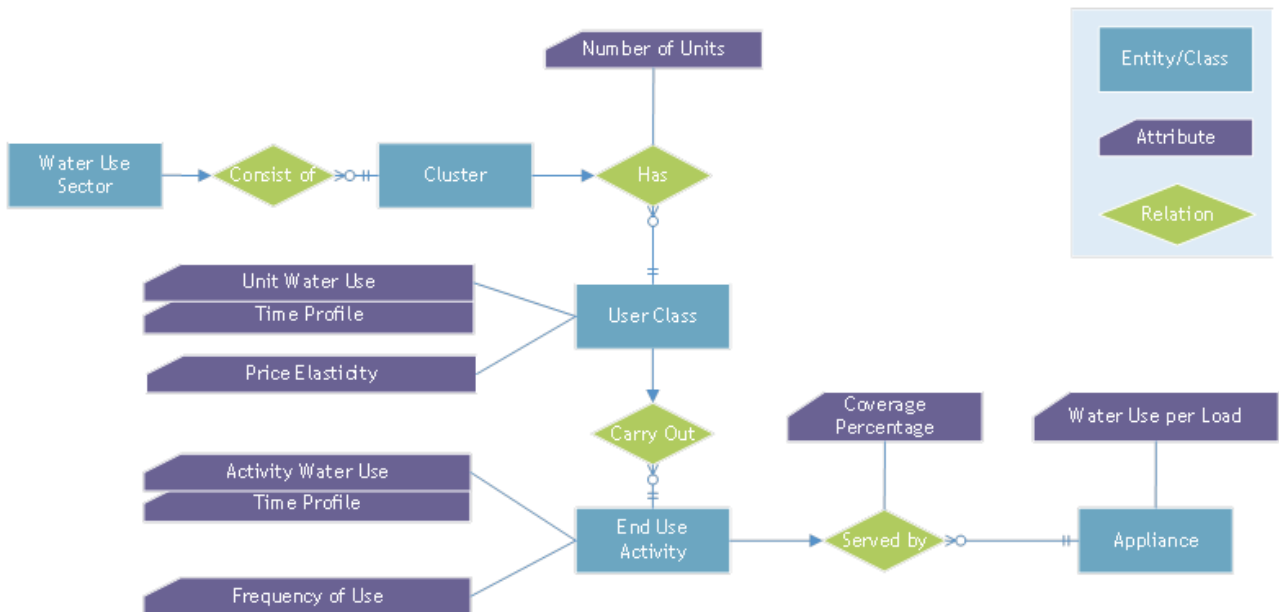 Number of Units
Entity/Class
Attribute
Relation
Water Use
Sector
Consist of
Cluster
Has
Unit Water Use
Time Profile
Price Elasticity
User Class
Carry Out
Coverage
Percentage
Water Use per Load
Activity Water Use
Time Profile
Frequency of Use
End Use
Activity
Served by
Appliance